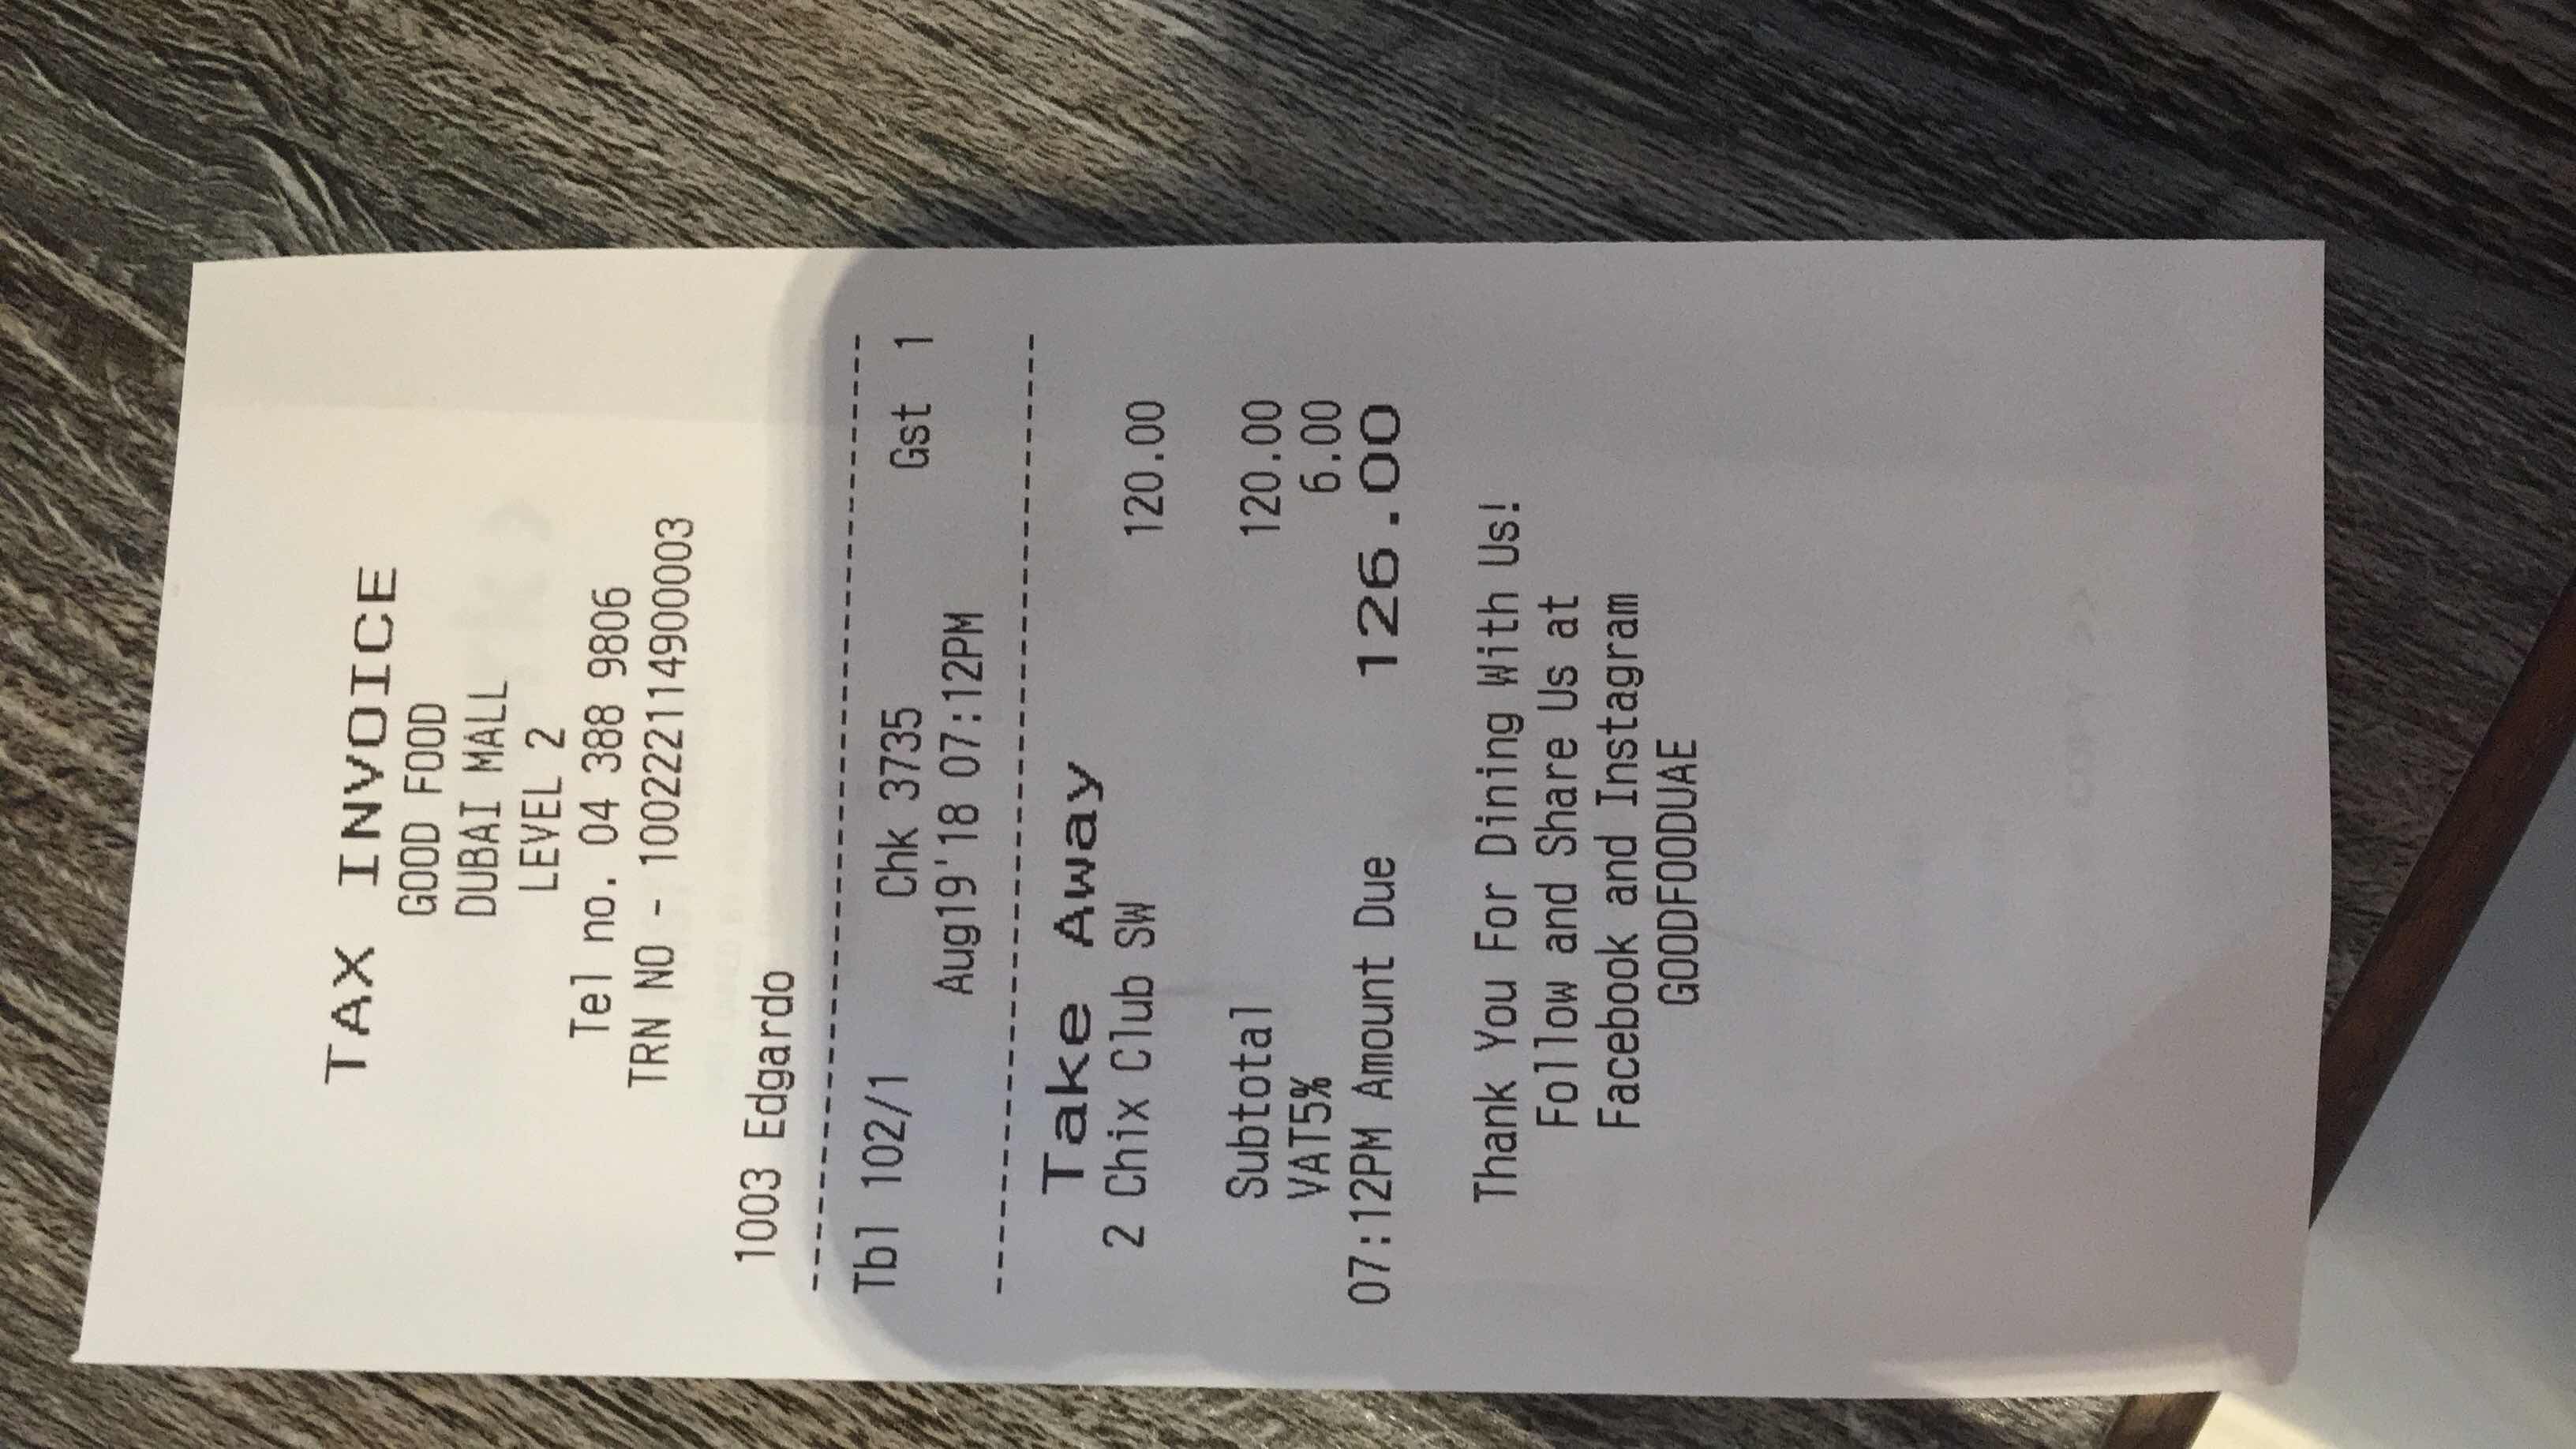 TAX INVOICE
GOOD FOOD
DUBAI MALL
LEVEL 2
Tel no. 04 388 9806
TRN NO - 100222114900003
1003 Edgardo
----------------------------------------
Tbl 102/1 Chk 3735 Gst 1
Aug19'18 07:12PM
----------------------------------------
Take Away
2 Chix Club SW 120.00
Subtotal 120.00
VAT5% 6.00
07:12PM Amount Due 126.00
Thank You For Dining With Us!
Follow and Share Us at
Facebook and Instagram
GOODFOODUAE
COPY >>